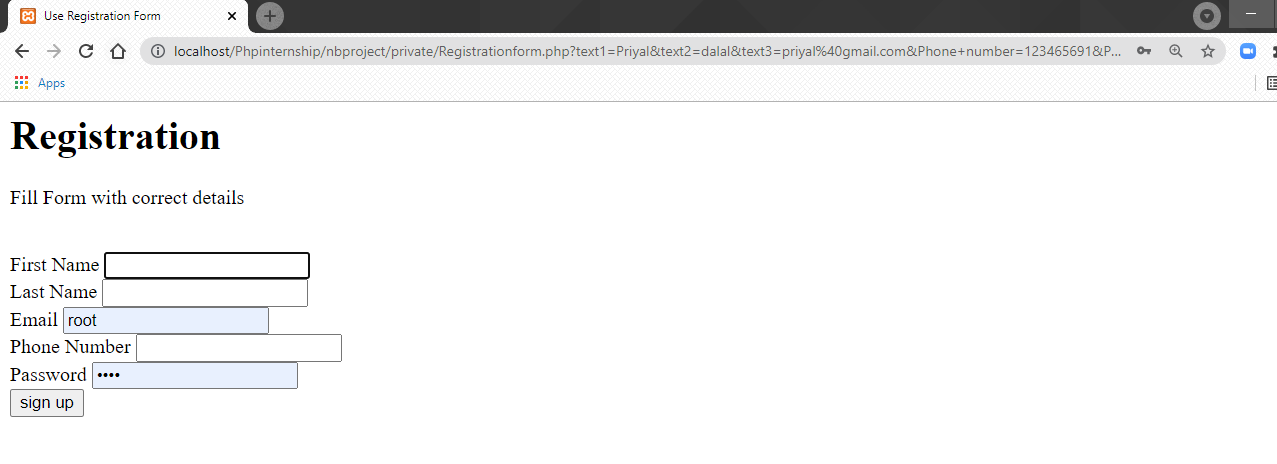 Use Registration Form
localhost/Phpinternship/nbproject/private/Registrationform.php?text1=Priyal&text2=dalal&text3=priyal%40gmail.com&Phone+number=123465691&P...
Apps
Registration
Fill Form with correct details
First Name
Last Name
Email root
Phone Number
Password ••••
sign up